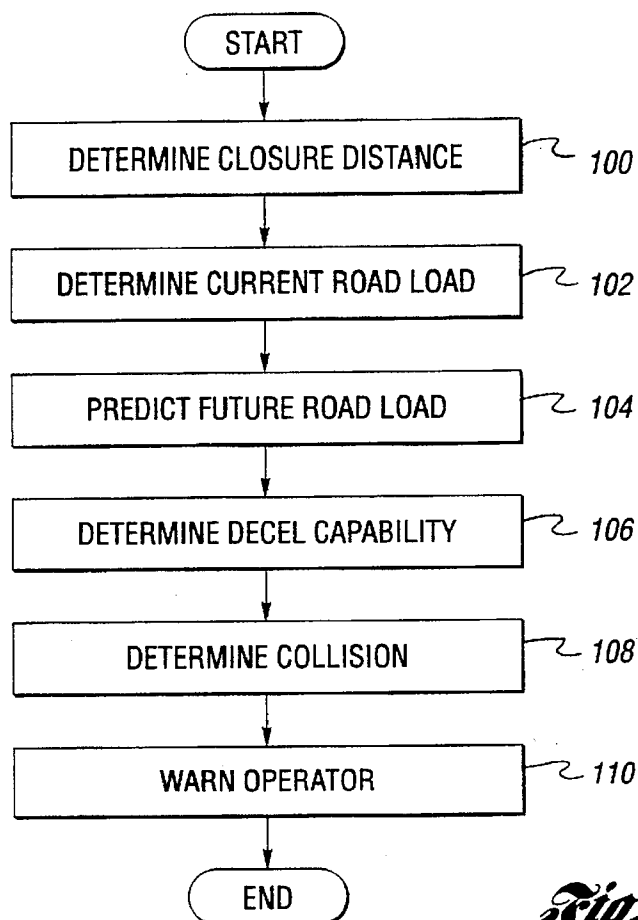 START
DETERMINE CLOSURE DISTANCE 100
DETERMINE CURRENT ROAD LOAD 102
PREDICT FUTURE ROAD LOAD 104
DETERMINE DECEL CAPABILITY 106
DETERMINE COLLISION 108
WARN OPERATOR 110
END
Fig